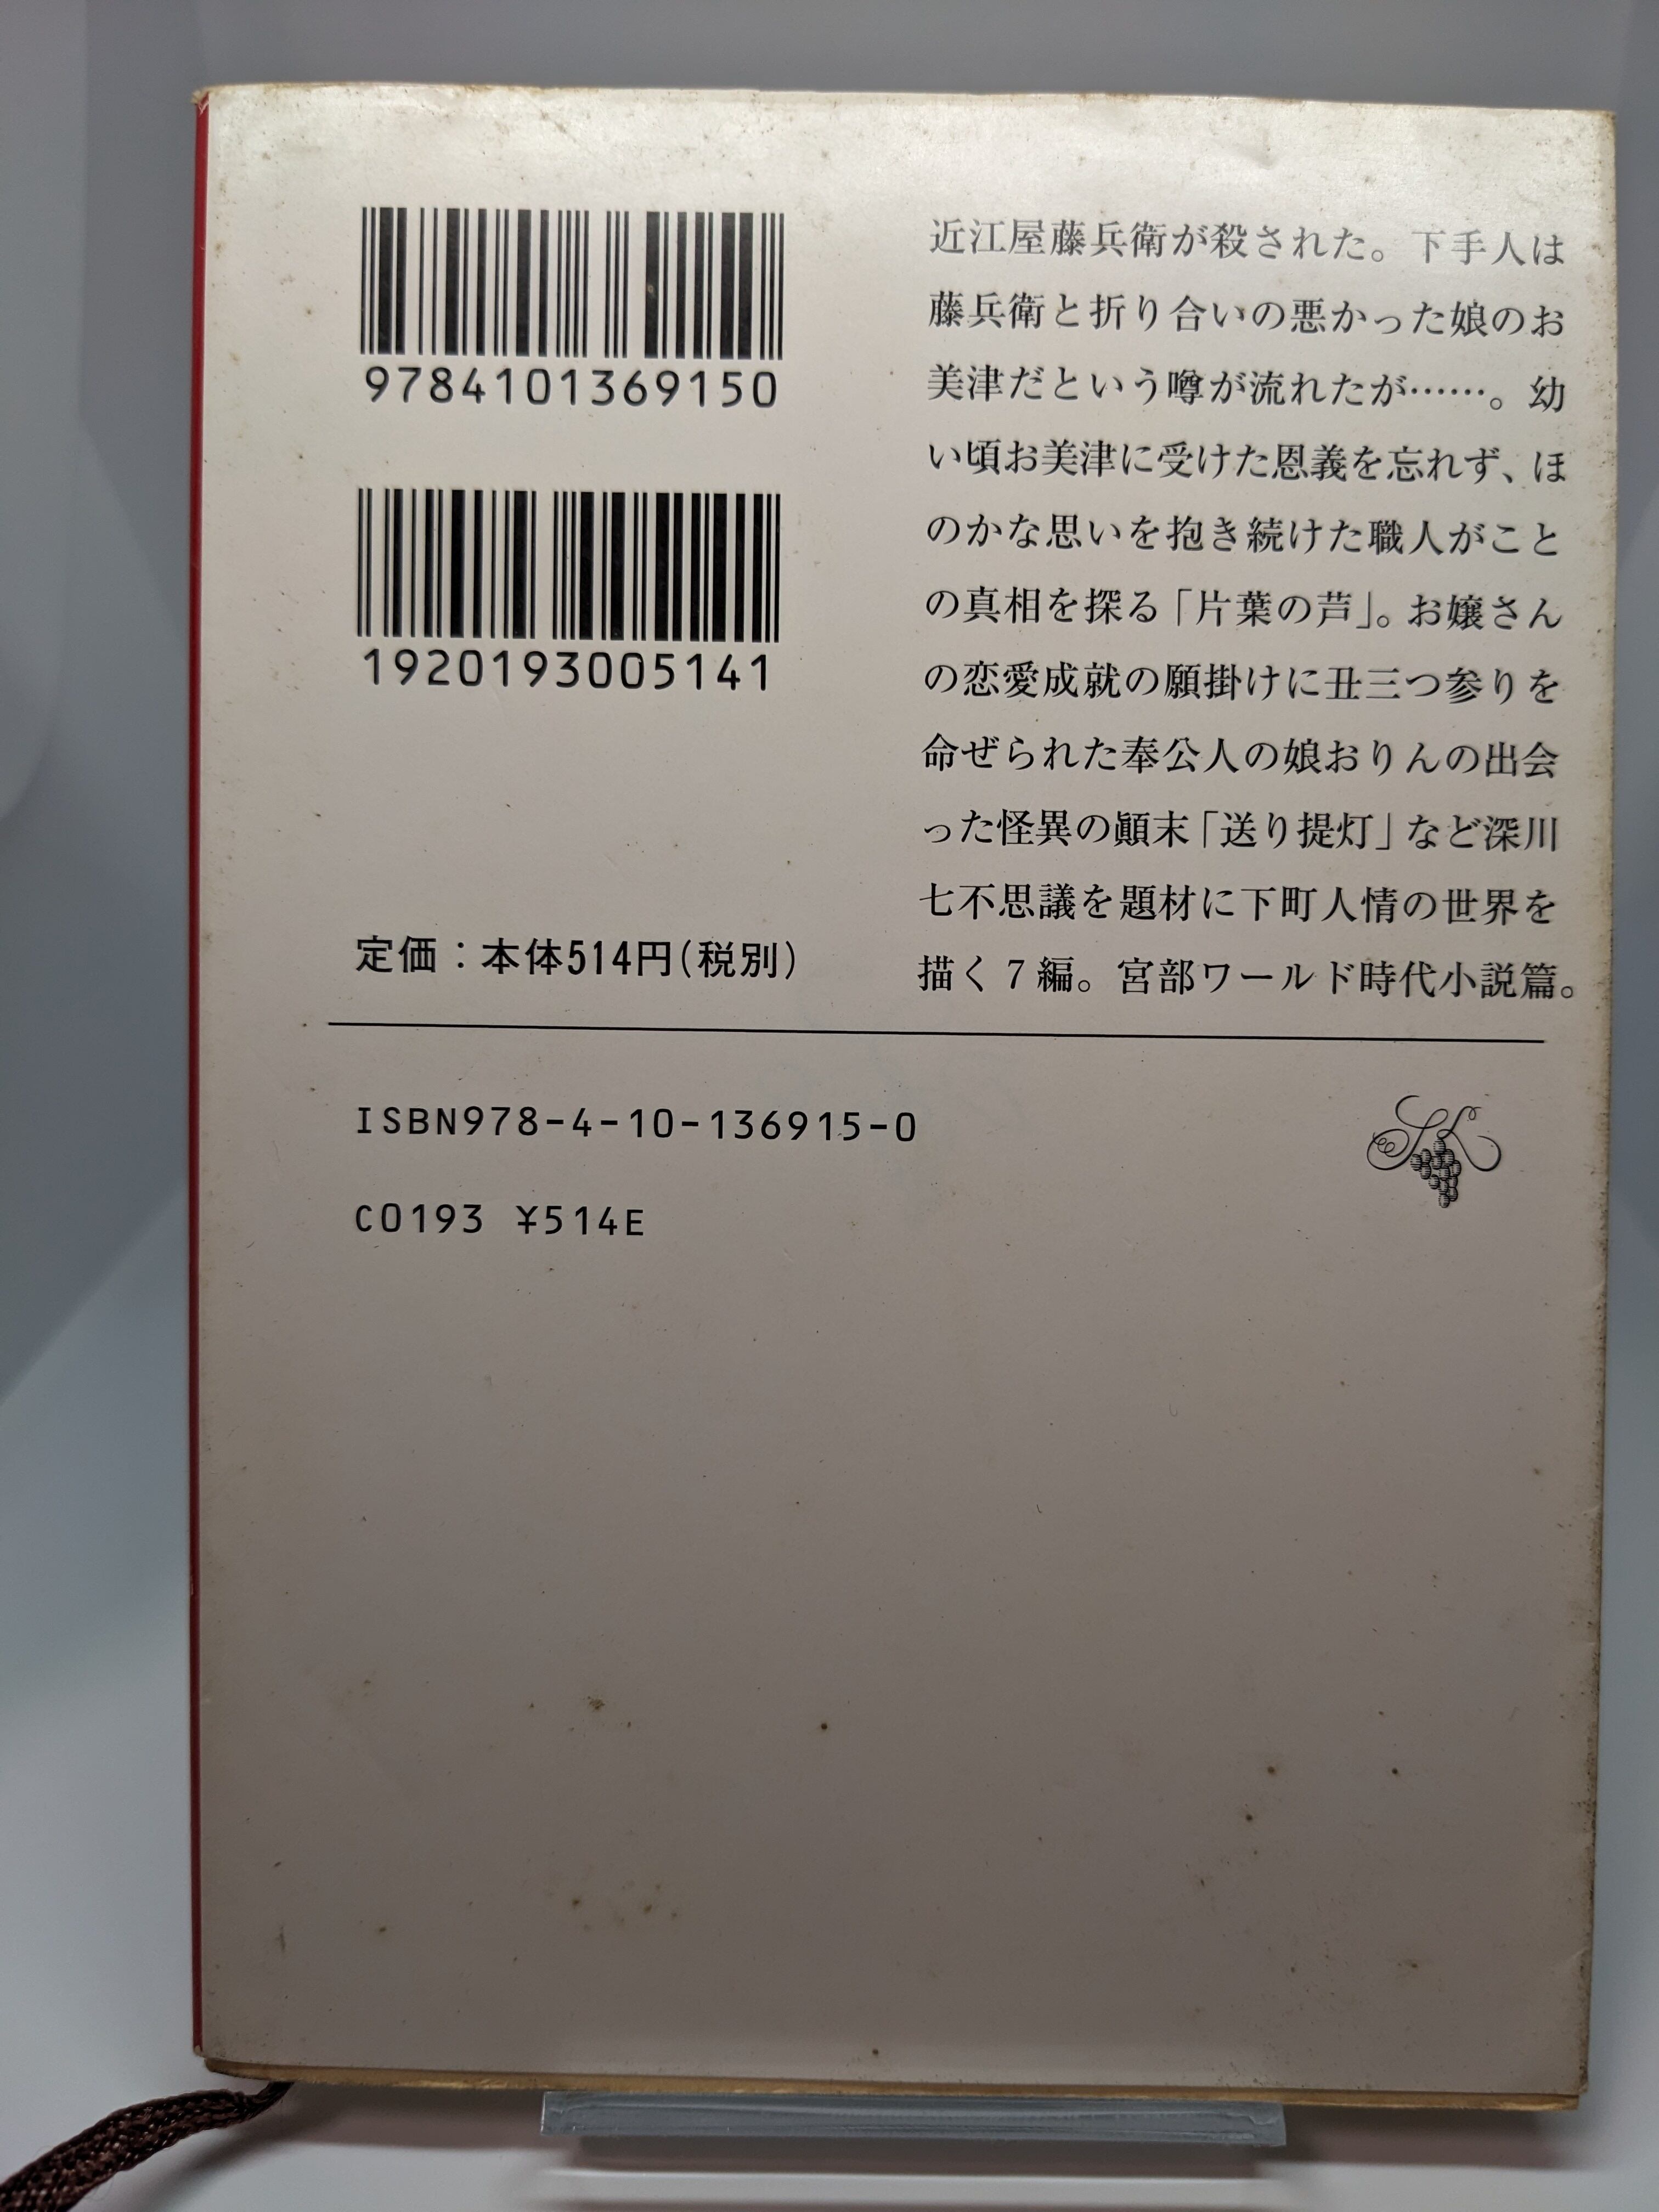 9784101369150
1920193005141
定価：本体514円(税別)
近江屋藤兵衛が殺された。下手人は
藤兵衛と折り合いの悪かった娘のお
美津だという噂が流れたが……。幼
い頃お美津に受けた恩義を忘れず、ほ
のかな思いを抱き続けた職人がこと
の真相を探る「片葉の芦」。お嬢さん
の恋愛成就の願掛けに丑三つ参りを
命ぜられた奉公人の娘おりんの出会
った怪異の顚末「送り提灯」など深川
七不思議を題材に下町人情の世界を
描く7編。宮部ワールド時代小説篇。
ISBN978-4-10-136915-0
C0193 ¥514E